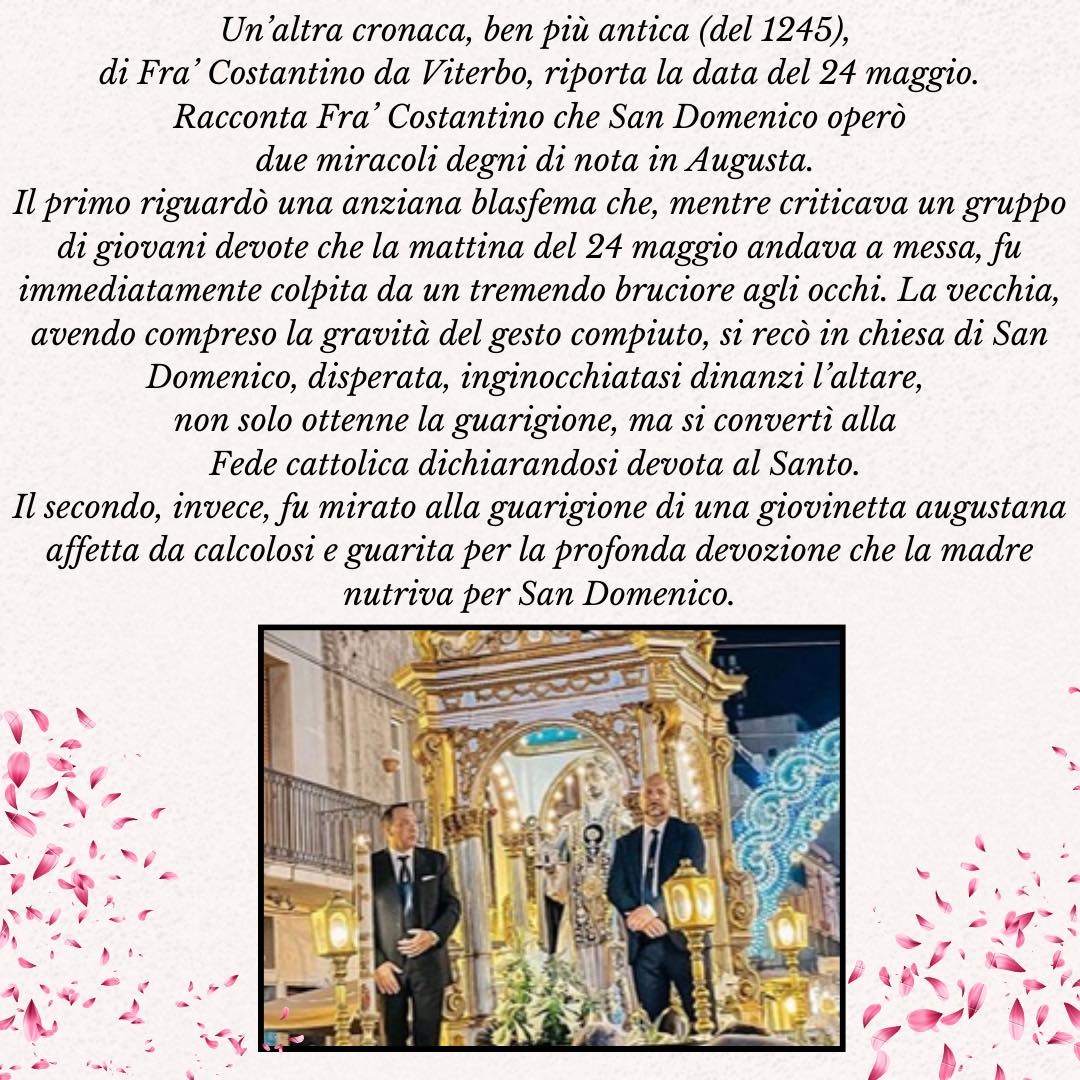 Un’altra cronaca, ben più antica (del 1245),
di Fra’ Costantino da Viterbo, riporta la data del 24 maggio.
Racconta Fra’ Costantino che San Domenico operò
due miracoli degni di nota in Augusta.
Il primo riguardò una anziana blasfema che, mentre criticava un gruppo
di giovani devote che la mattina del 24 maggio andava a messa, fu
immediatamente colpita da un tremendo bruciore agli occhi. La vecchia,
avendo compreso la gravità del gesto compiuto, si recò in chiesa di San
Domenico, disperata, inginocchiatasi dinanzi l’altare,
non solo ottenne la guarigione, ma si convertì alla
Fede cattolica dichiarandosi devota al Santo.
Il secondo, invece, fu mirato alla guarigione di una giovinetta augustana
affetta da calcolosi e guarita per la profonda devozione che la madre
nutriva per San Domenico.